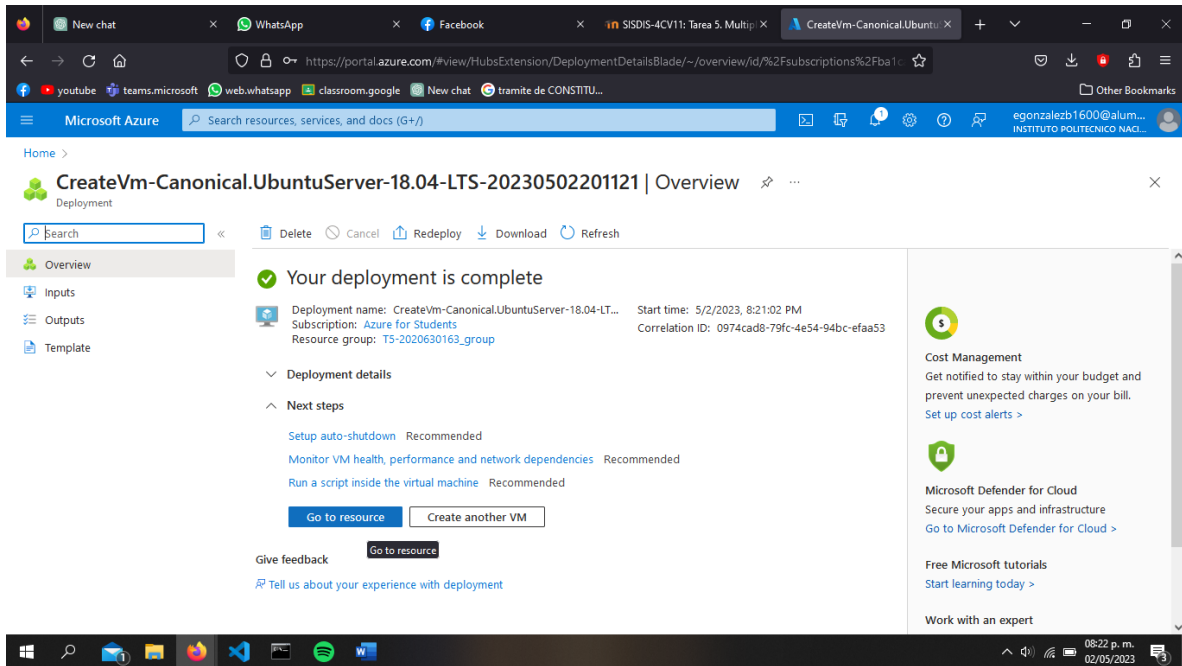 New chat
WhatsApp
Facebook
SISDIS-4CV11: Tarea 5. Multipl
CreateVm-Canonical.Ubuntu
https://portal.azure.com/#view/HubsExtension/DeploymentDetailsBlade/~/overview/id/%2Fsubscriptions%2Fba1c
youtube teams.microsoft web.whatsapp classroom.google New chat tramite de CONSTITU... Other Bookmarks
Microsoft Azure
Search resources, services, and docs (G+/)
1
egonzalezb1600@alum...
INSTITUTO POLITECNICO NACI...
Home >
CreateVm-Canonical.UbuntuServer-18.04-LTS-20230502201121 | Overview
Deployment
Search
Delete Cancel Redeploy Download Refresh
Overview
Inputs
Outputs
Template
Your deployment is complete
Deployment name: CreateVm-Canonical.UbuntuServer-18.04-LT...
Subscription: Azure for Students
Resource group: T5-2020630163_group
Start time: 5/2/2023, 8:21:02 PM
Correlation ID: 0974cad8-79fc-4e54-94bc-efaa53
Deployment details
Next steps
Setup auto-shutdown Recommended
Monitor VM health, performance and network dependencies Recommended
Run a script inside the virtual machine Recommended
Go to resource
Create another VM
Go to resource
Give feedback
Tell us about your experience with deployment
Cost Management
Get notified to stay within your budget and
prevent unexpected charges on your bill.
Set up cost alerts >
Microsoft Defender for Cloud
Secure your apps and infrastructure
Go to Microsoft Defender for Cloud >
Free Microsoft tutorials
Start learning today >
Work with an expert
1
08:22 p. m.
02/05/2023
3